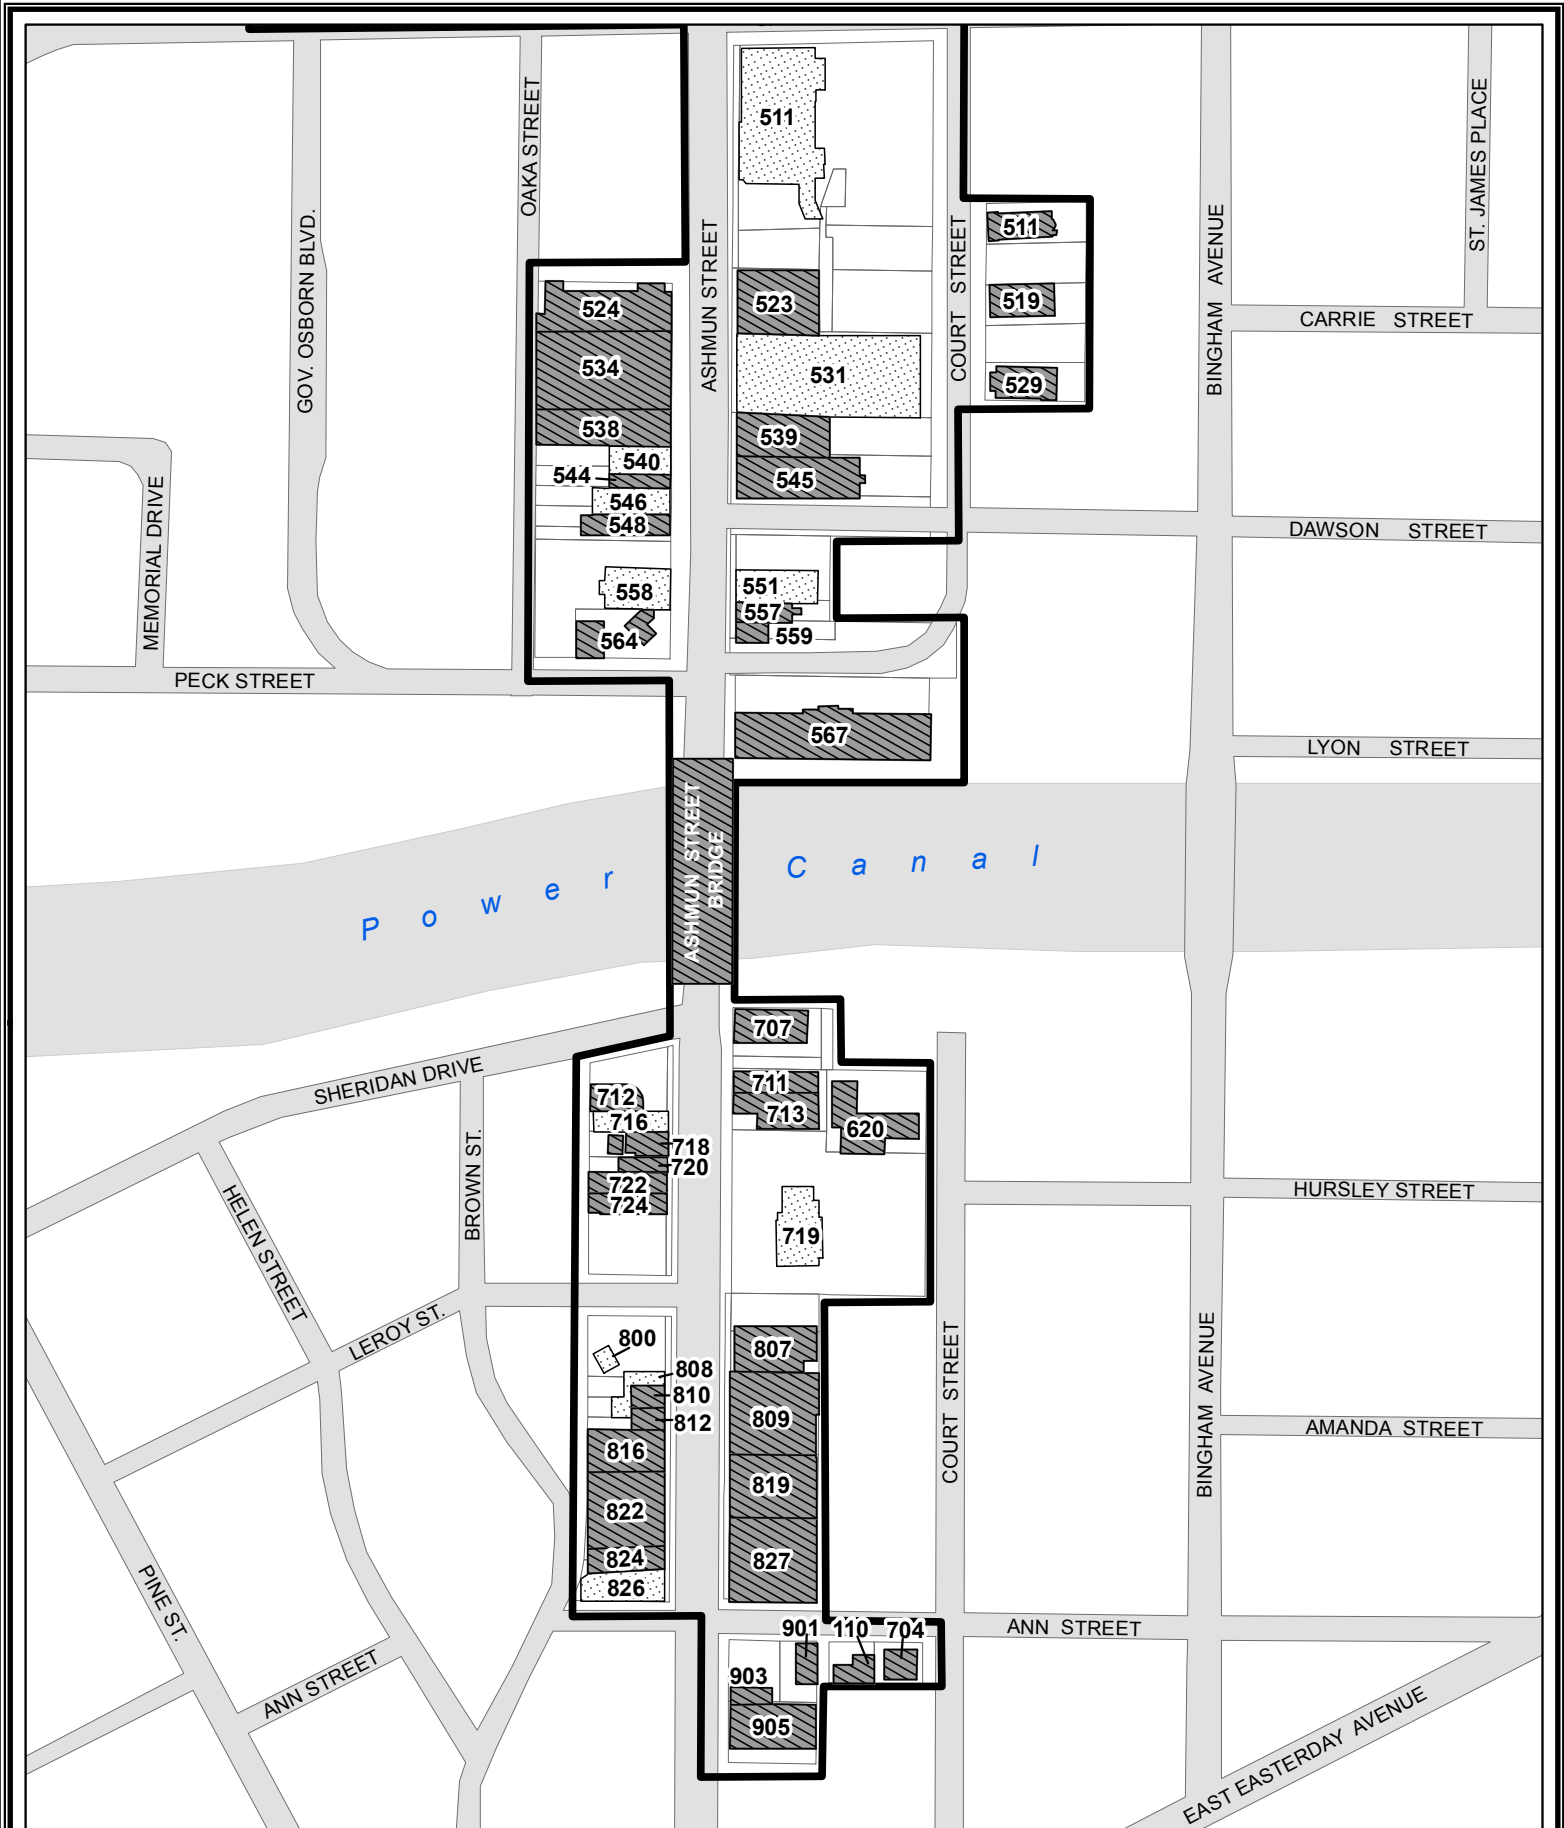 511
OAKA STREET
ST. JAMES PLACE
GOV. OSBORN BLVD.
ASHMUN STREET
COURT STREET
BINGHAM AVENUE
511
524
523
519
CARRIE STREET
534
531
529
538
539
540
544
545
546
548
DAWSON STREET
MEMORIAL DRIVE
558
551
557
564
559
PECK STREET
567
LYON STREET
ASHMUN STREET
BRIDGE
Power
Canal
707
SHERIDAN DRIVE
712
711
716
713
620
718
720
722
724
BROWN ST.
HELEN STREET
HURSLEY STREET
719
LEROY ST.
800
807
808
810
812
809
COURT STREET
BINGHAM AVENUE
AMANDA STREET
816
819
822
827
824
826
PINE ST.
901
110
704
ANN STREET
903
ANN STREET
905
EAST EASTERDAY AVENUE